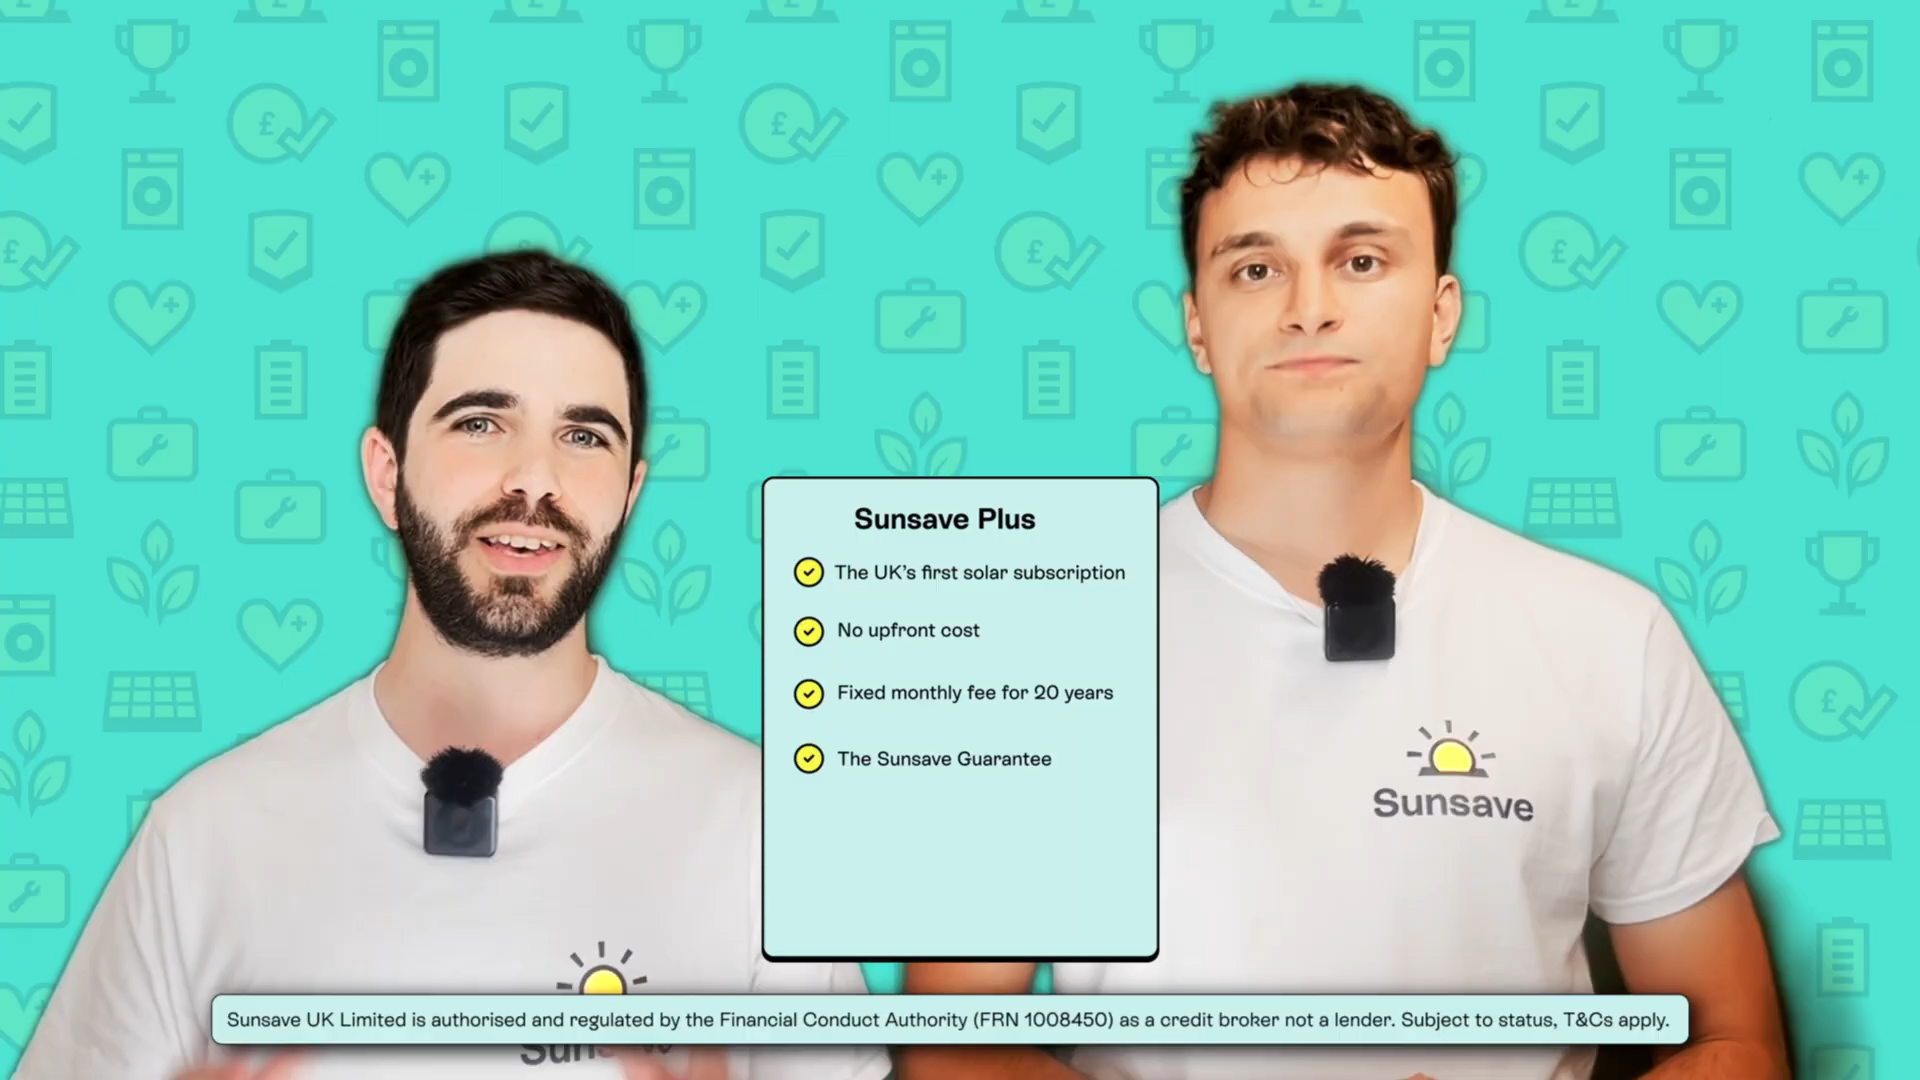 Sunsave Plus
The UK's first solar subscription
No upfront cost
Fixed monthly fee for 20 years
The Sunsave Guarantee
Sunsave
Sunsave UK Limited is authorised and regulated by the Financial Conduct Authority (FRN 1008450) as a credit broker not a lender. Subject to status, T&Cs apply.